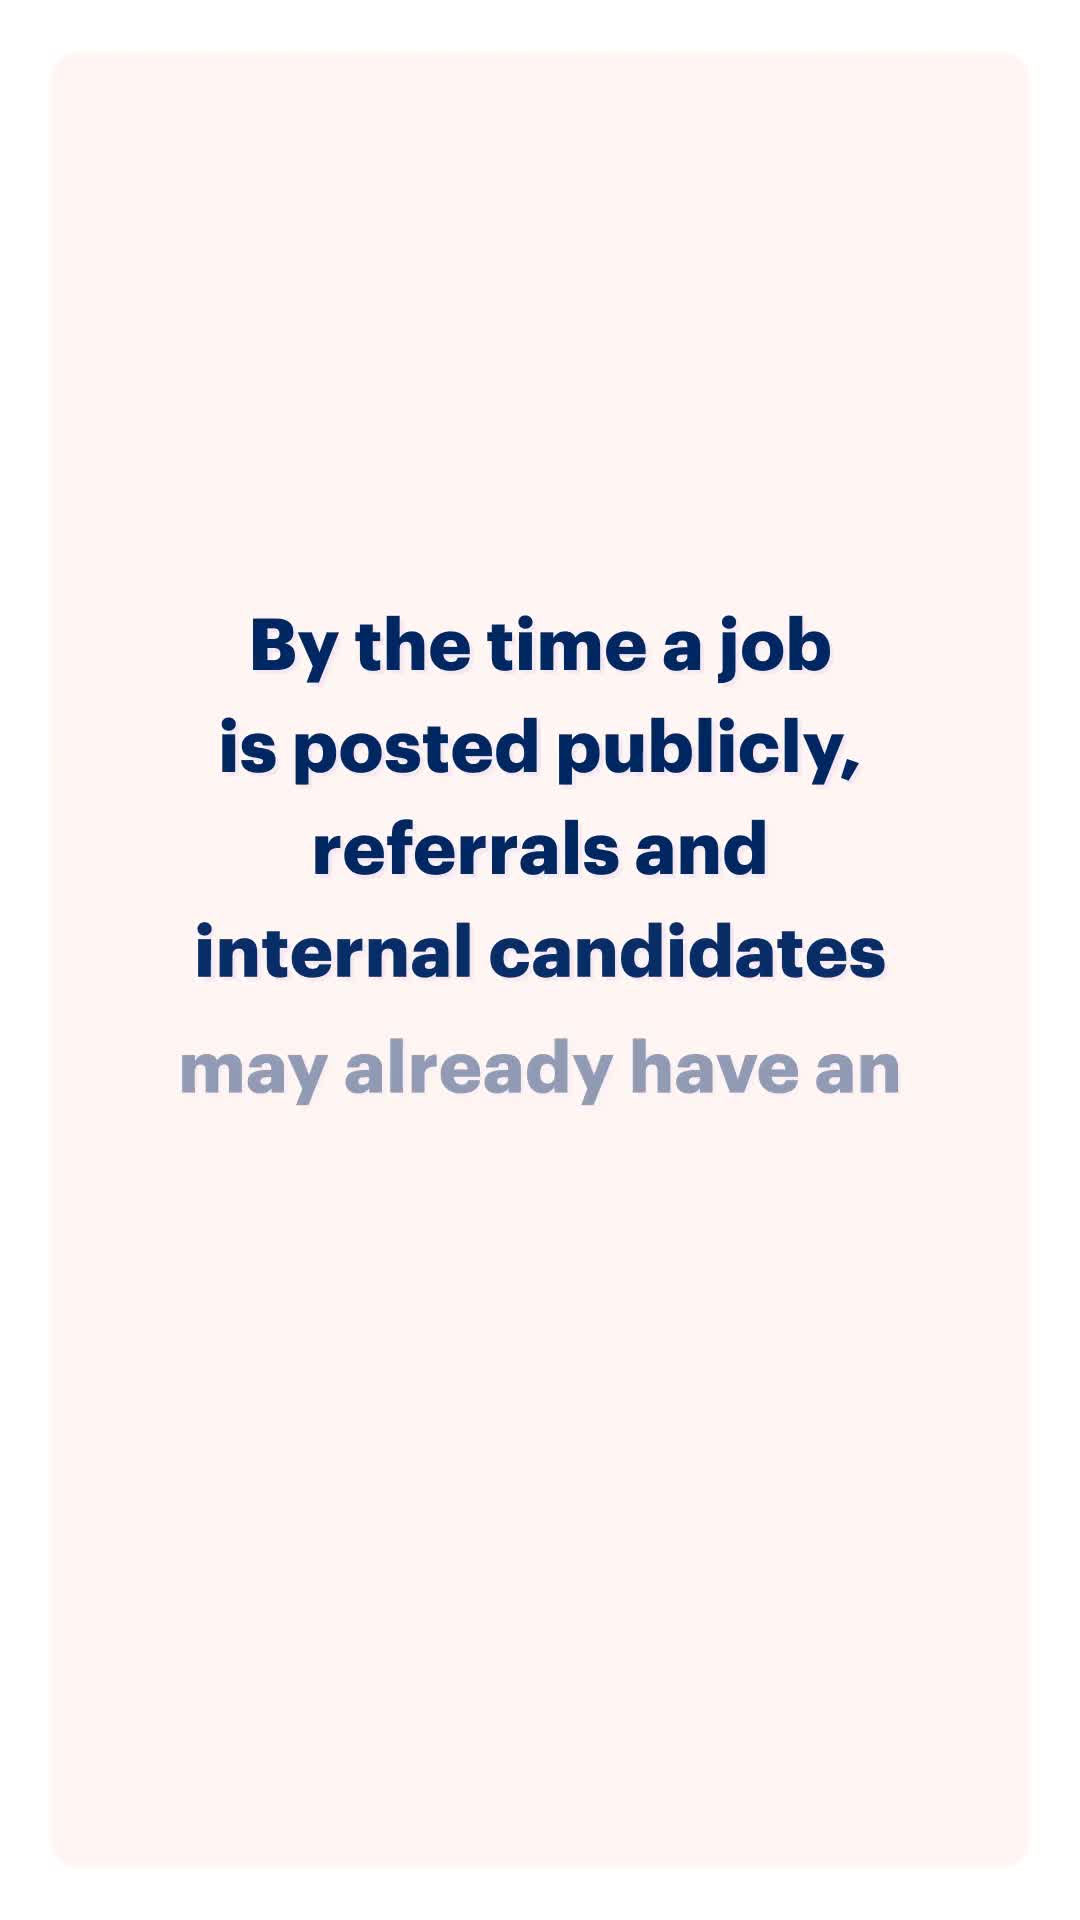 By the time a job
is posted publicly,
referrals and
internal candidates
may already have an